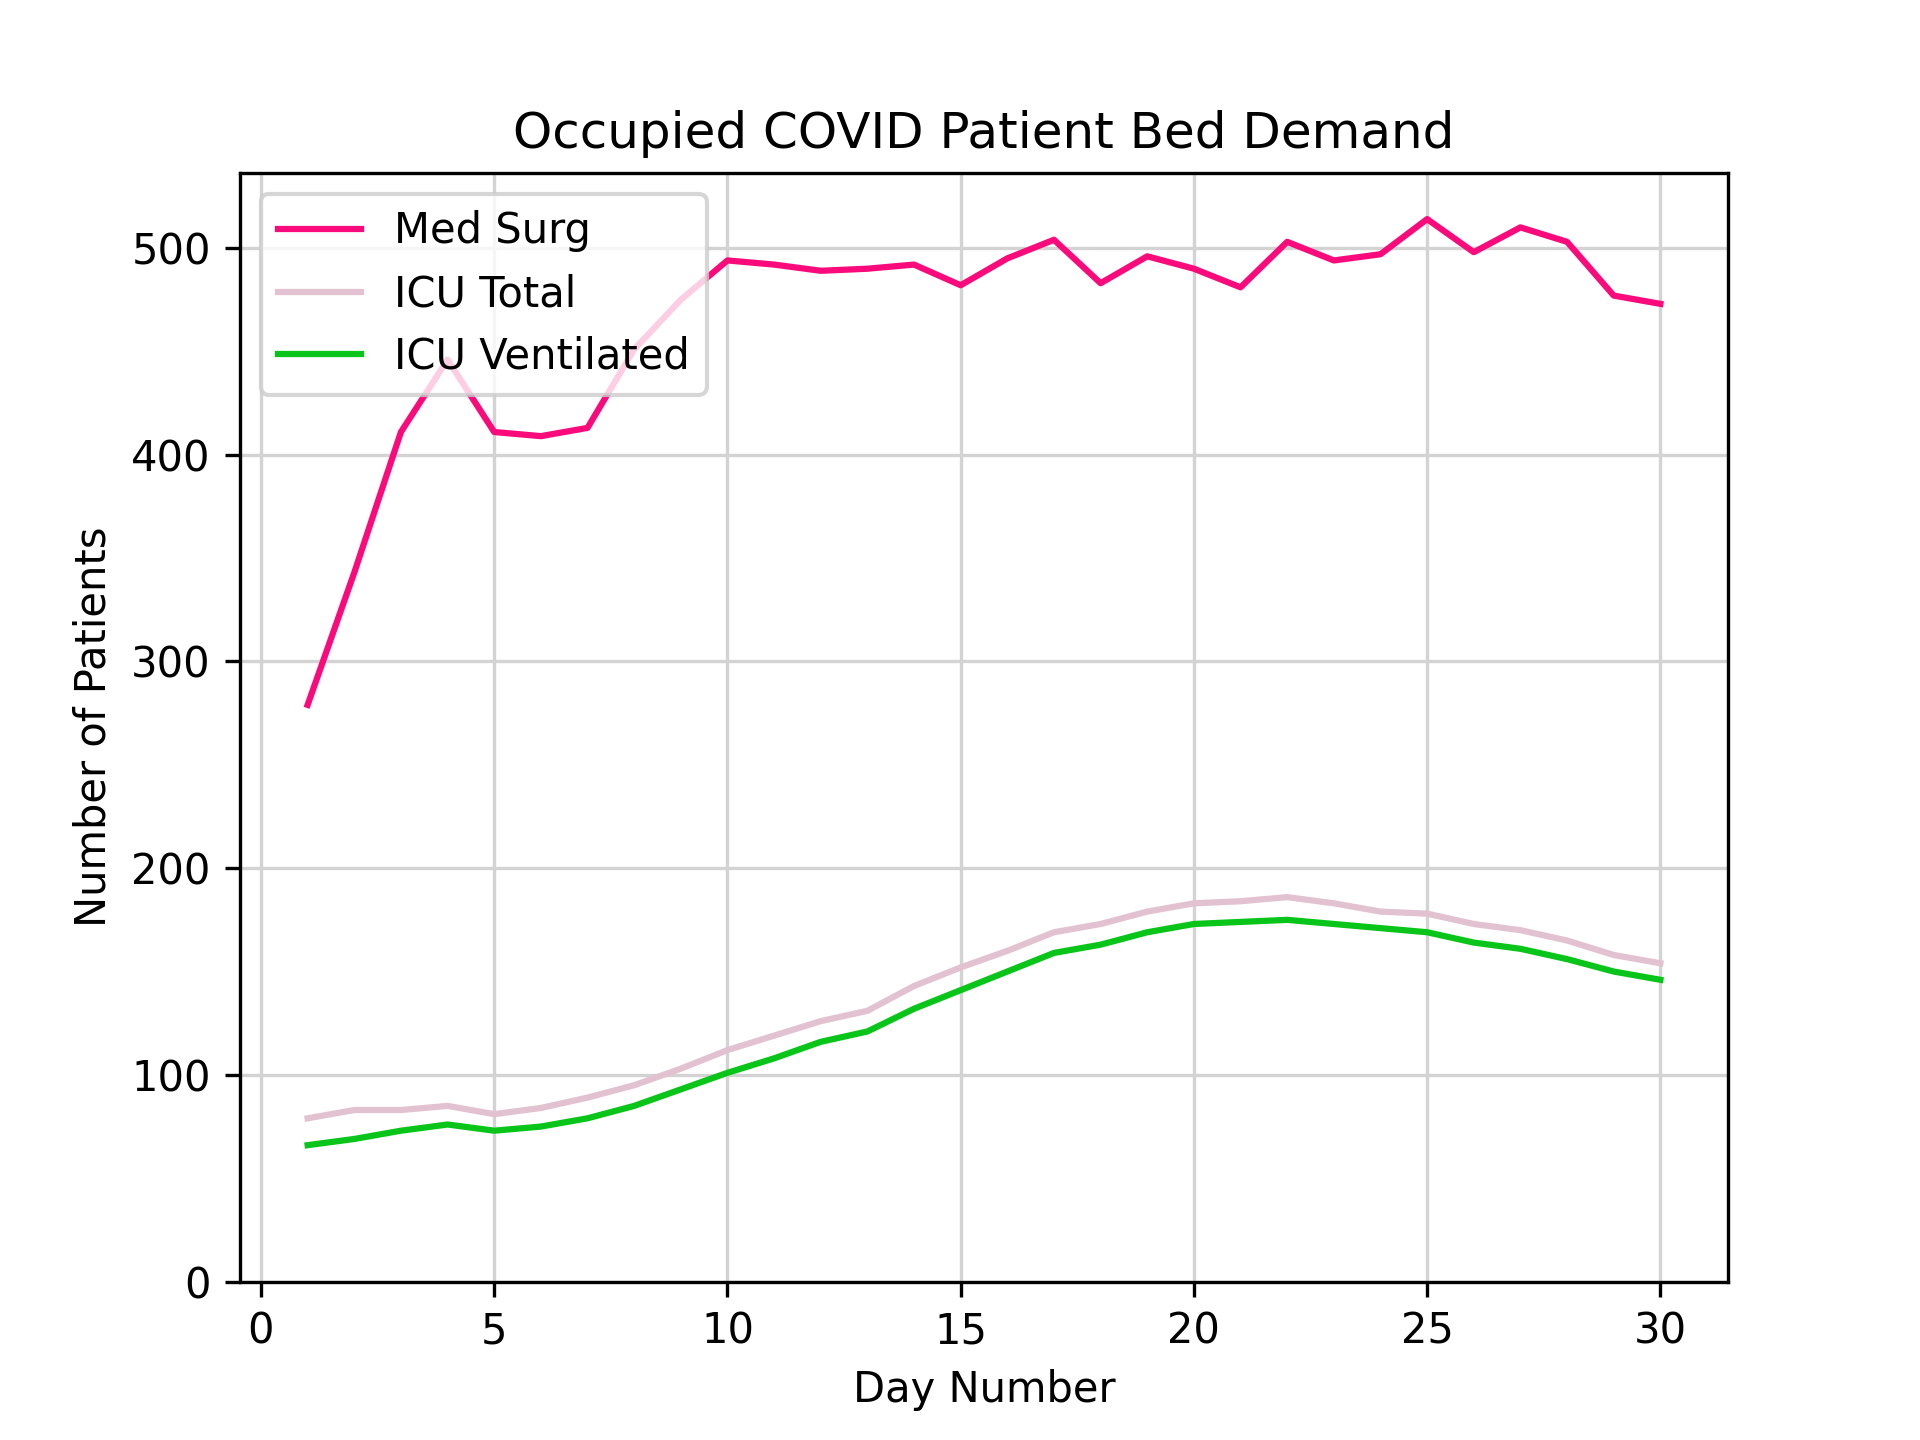 Occupied COVID Patient Bed Demand
Med Surg
ICU Total
ICU Ventilated
500
400
300
200
100
0
Number of Patients
0 5 10 15 20 25 30
Day Number